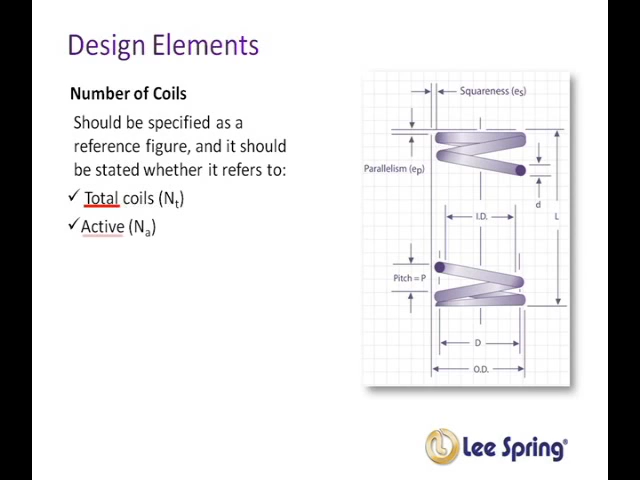 Design Elements
Number of Coils
Should be specified as a
reference figure, and it should
be stated whether it refers to:
✓ Total coils (Nt)
✓Active (Na)
Squareness (es)
Parallelism (ep)
d
I.D.
L
Pitch = P
D
O.D.
Lee Spring®